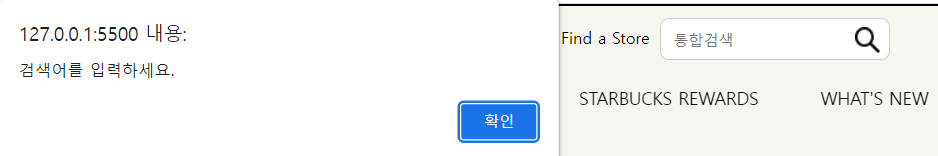 127.0.0.1:5500 내용:
검색어를 입력하세요.
확인
Find a Store
통합검색
STARBUCKS REWARDS
WHAT'S NEW